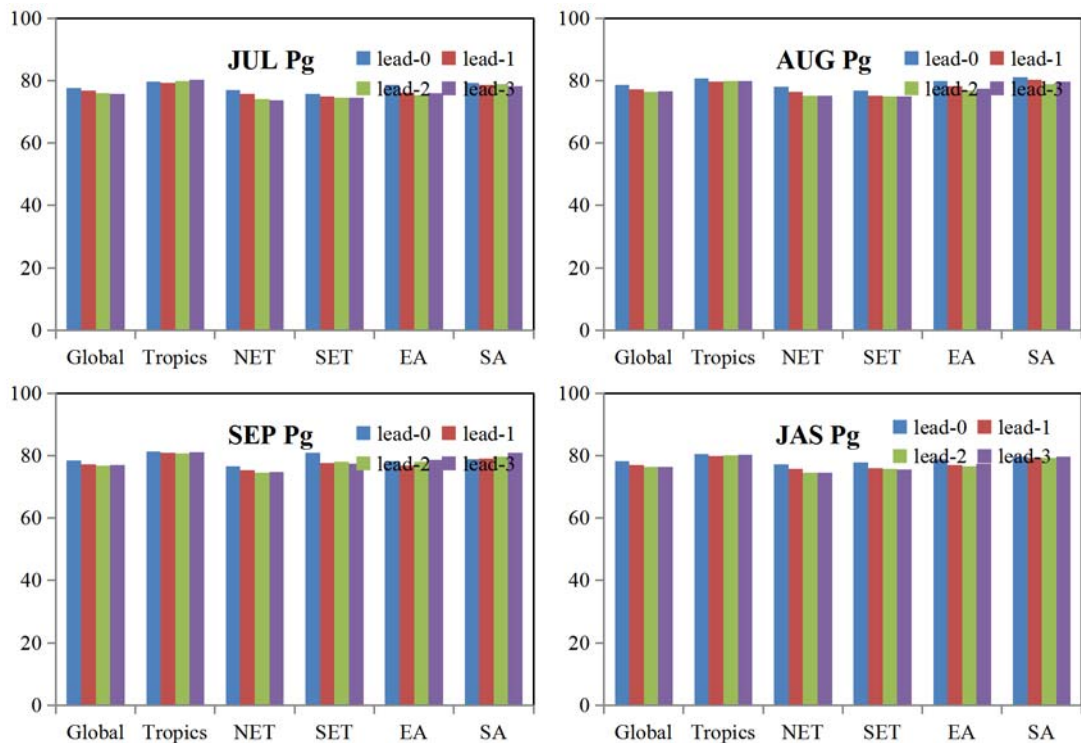 100
80
60
40
20
0
JUL Pg
lead-0 lead-1
lead-2 lead-3
Global Tropics NET SET EA SA
100
80
60
40
20
0
AUG Pg
lead-0 lead-1
lead-2 lead-3
Global Tropics NET SET EA SA
100
80
60
40
20
0
SEP Pg
lead-0 lead-1
lead-2 lead-3
Global Tropics NET SET EA SA
100
80
60
40
20
0
JAS Pg
lead-0 lead-1
lead-2 lead-3
Global Tropics NET SET EA SA